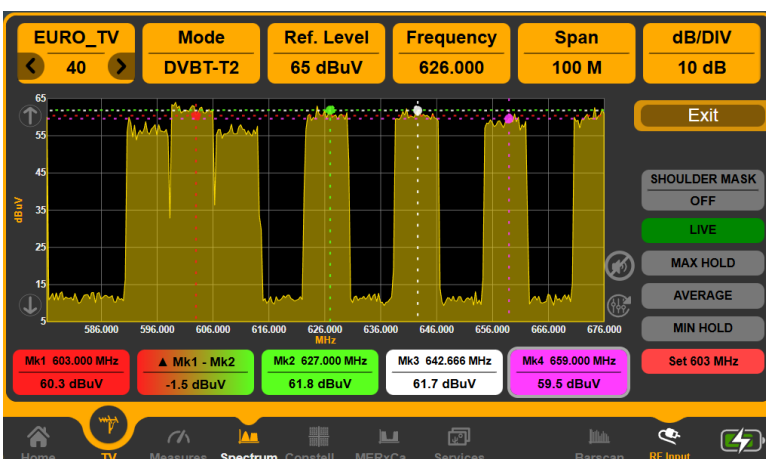 EURO_TV
40
Mode
DVBT-T2
Ref. Level
65 dBuV
Frequency
626.000
Span
100 M
dB/DIV
10 dB
Exit
65
55
45
35
25
15
5
dBuV
586.000 596.000 606.000 616.000 626.000 636.000 646.000 656.000 666.000 676.000
MHz
SHOULDER MASK
OFF
LIVE
MAX HOLD
AVERAGE
MIN HOLD
Set 603 MHz
Mk1 603.000 MHz
60.3 dBuV
▲ Mk1 - Mk2
-1.5 dBuV
Mk2 627.000 MHz
61.8 dBuV
Mk3 642.666 MHz
61.7 dBuV
Mk4 659.000 MHz
59.5 dBuV
Home TV Measures Spectrum Constell MERxCa Services Barscan RF Input